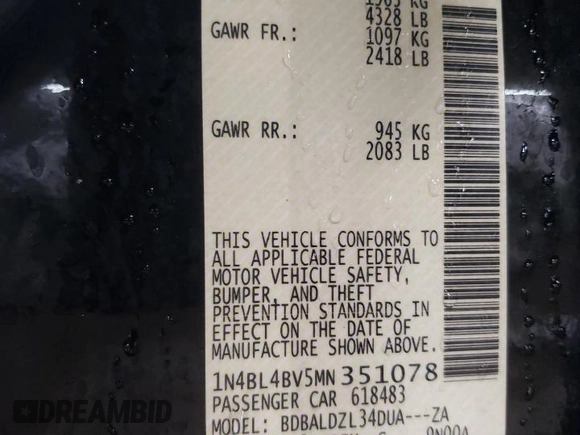 4328 LB
GAWR FR.: 1097 KG
2418 LB
GAWR RR.: 945 KG
2083 LB
THIS VEHICLE CONFORMS TO
ALL APPLICABLE FEDERAL
MOTOR VEHICLE SAFETY,
BUMPER, AND THEFT
PREVENTION STANDARDS IN
EFFECT ON THE DATE OF
MANUFACTURE SHOWN ABOVE.
1N4BL4BV5MN351078
PASSENGER CAR 618483
MODEL: BDBALDZL34DUA---ZA
DREAMBID